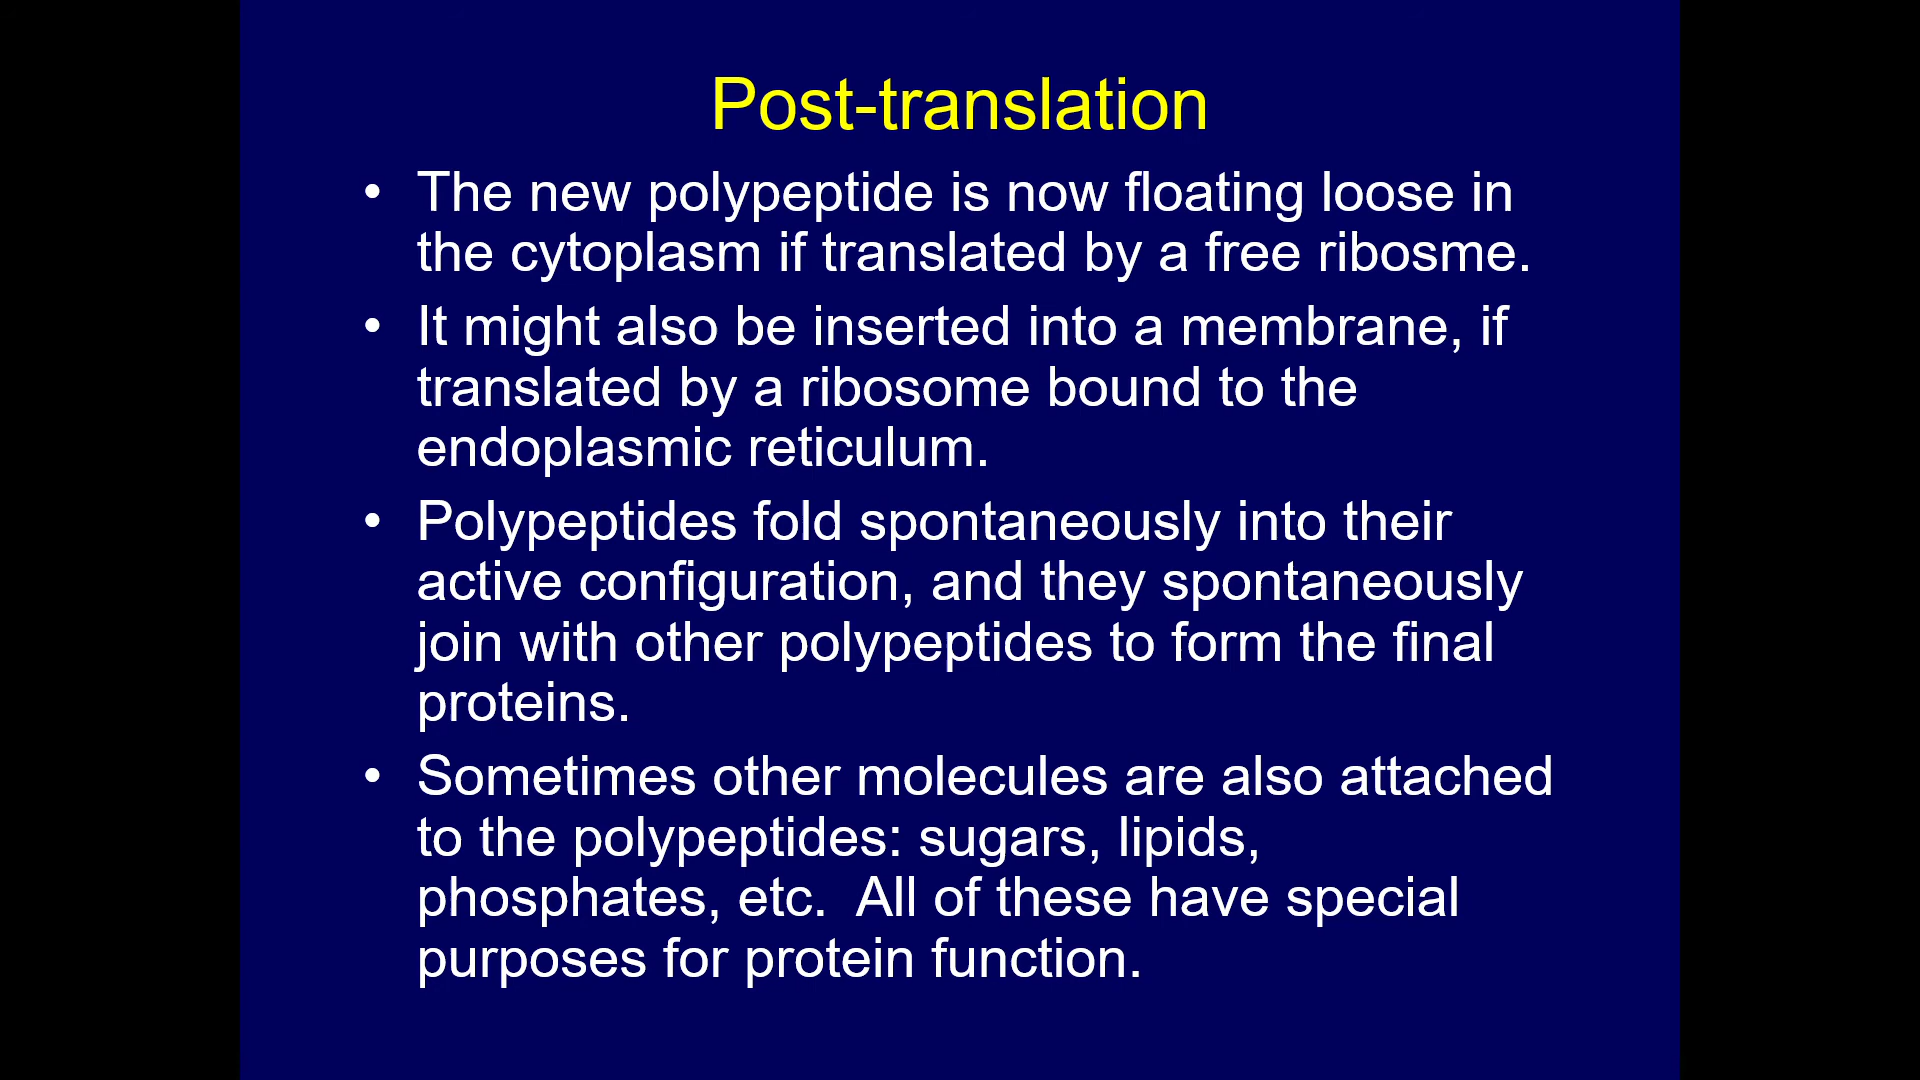 Post-translation
• The new polypeptide is now floating loose in
the cytoplasm if translated by a free ribosme.
• It might also be inserted into a membrane, if
translated by a ribosome bound to the
endoplasmic reticulum.
• Polypeptides fold spontaneously into their
active configuration, and they spontaneously
join with other polypeptides to form the final
proteins.
• Sometimes other molecules are also attached
to the polypeptides: sugars, lipids,
phosphates, etc.  All of these have special
purposes for protein function.